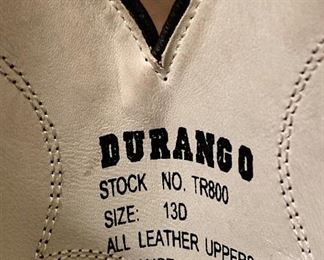 DURANGO
STOCK NO. TR800
SIZE: 13D
ALL LEATHER UPPERS